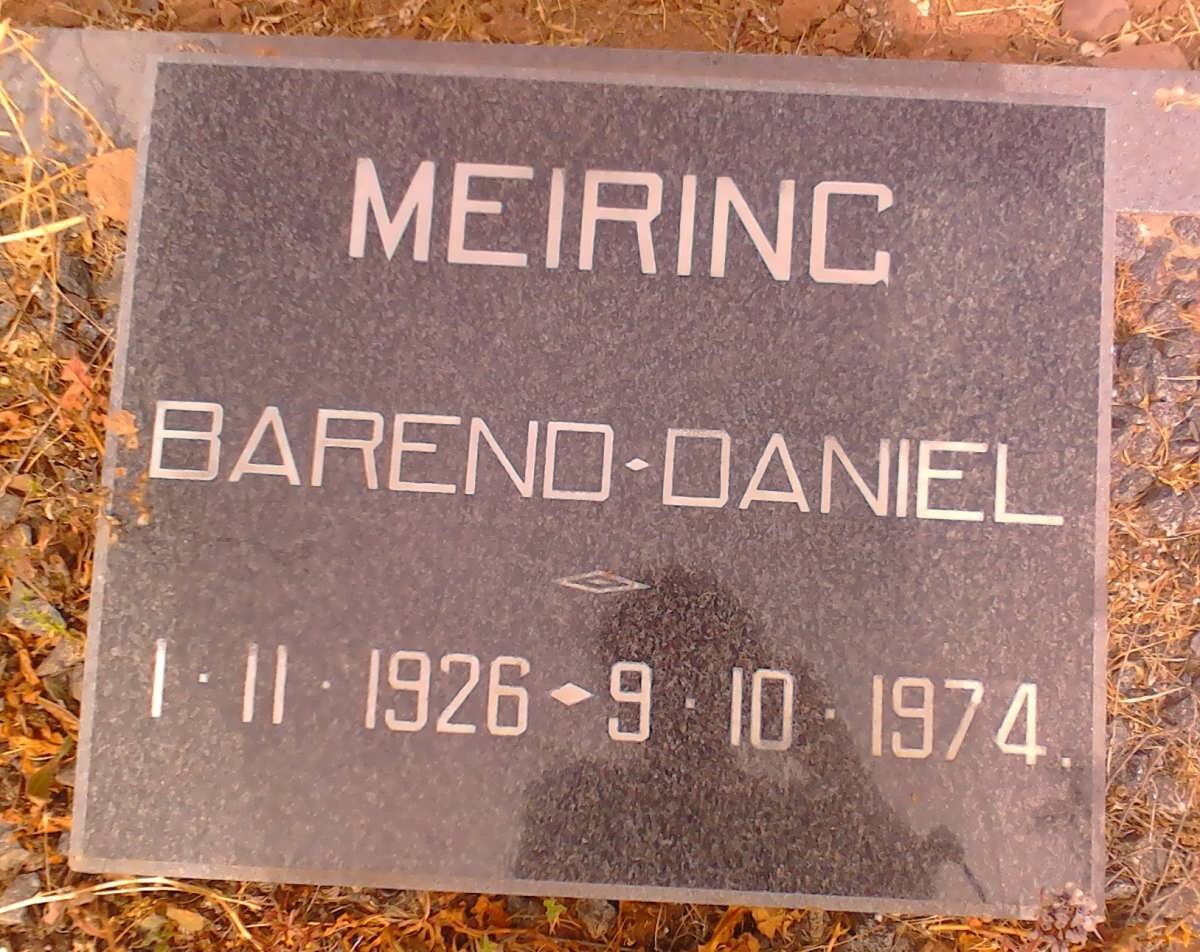 MEIRING
BAREND · DANIEL
1 · 11 · 1926 · 9 · 10 · 1974.